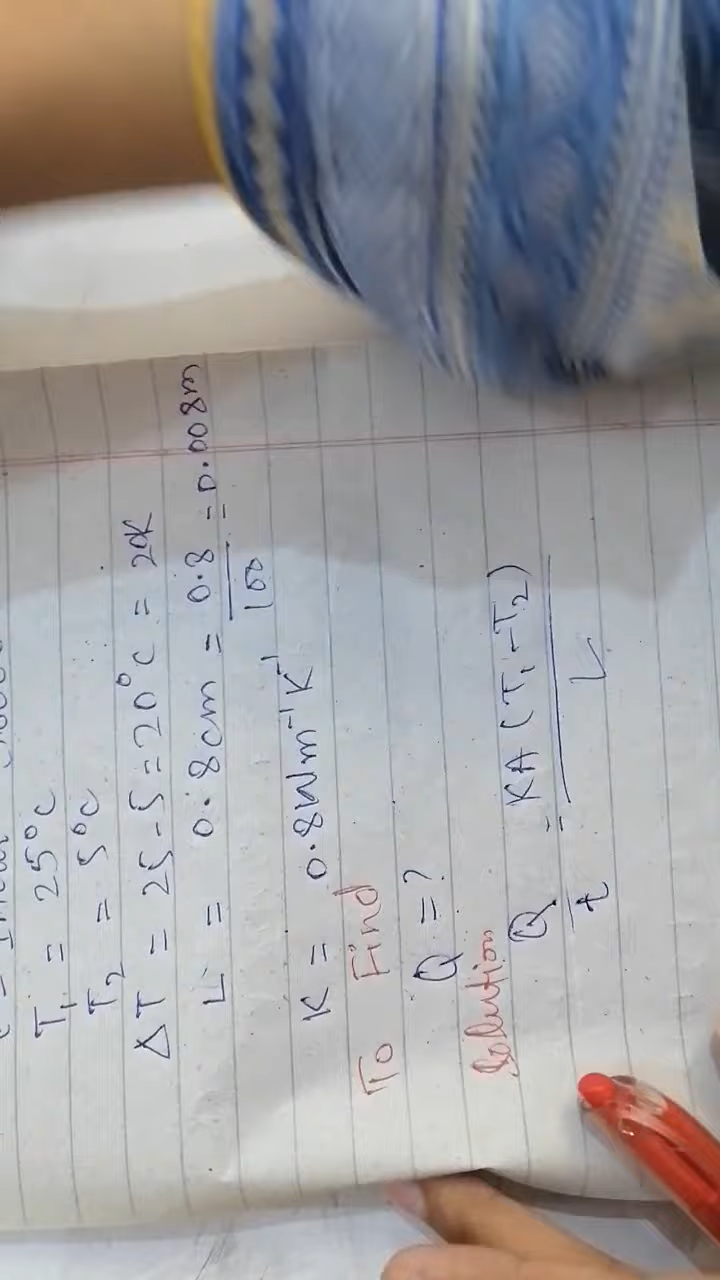 T₁ = 25°C
T₂ = 5°C
ΔT = 25-5=20°C = 20K
L = 0.8cm = 0.8/100 = 0.008m
K = 0.8Wm⁻¹K⁻¹
To Find
Q = ?
Solution
Q/t = KA(T₁-T₂)/L